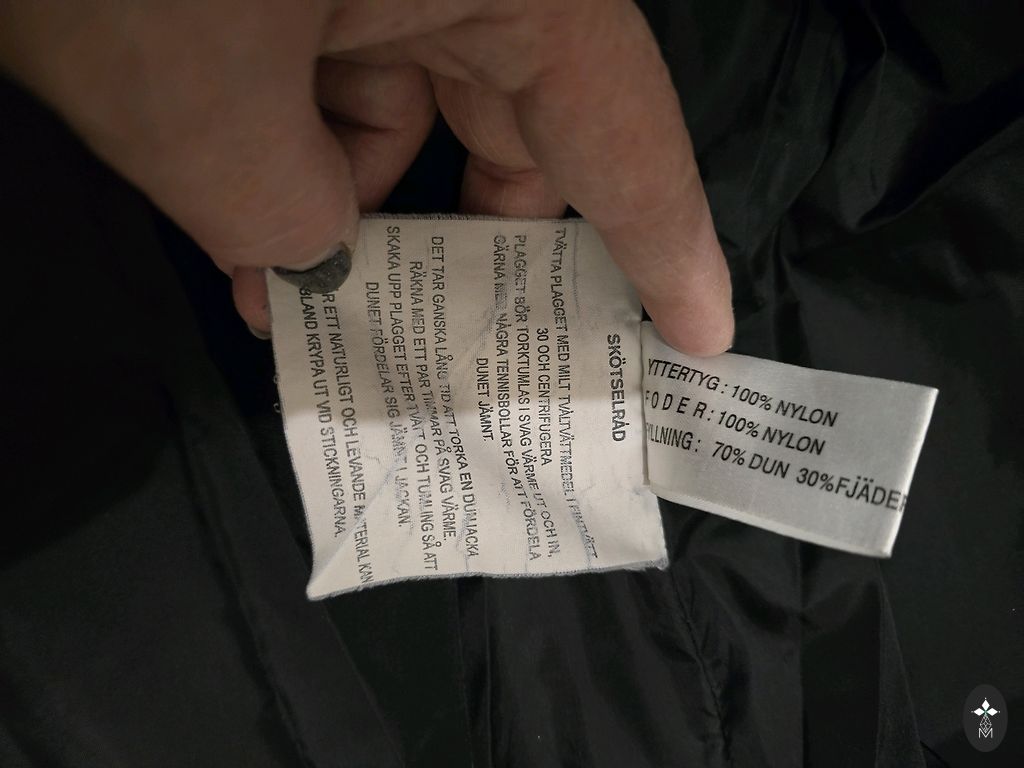 SKÖTSELRÅD
TVÄTTA PLAGGET MED MILT TVÅLTVÄTTMEDEL I FINTVÄTT
30 OCH CENTRIFUGERA
PLAGGET BÖR TORKTUMLAS I SVAG VÄRME UT OCH IN,
GÄRNA MED NÅGRA TENNISBOLLAR FÖR ATT FÖRDELA
DUNET JÄMNT.
DET TAR GANSKA LÅNG TID ATT TORKA EN DUNJACKA
RÄKNA MED ETT PAR TIMMAR PÅ SVAG VÄRME.
SKAKA UPP PLAGGET EFTER TVÄTT OCH TUMLING SÅ ATT
DUNET FÖRDELAR SIG JÄMNT I JACKAN.
ETT NATURLIGT OCH LEVANDE MATERIAL KAN
BLAND KRYPA UT VID STICKNINGARNA.
YTTERTYG : 100% NYLON
FODER : 100% NYLON
YLLNING : 70% DUN 30%FJÄDER
M